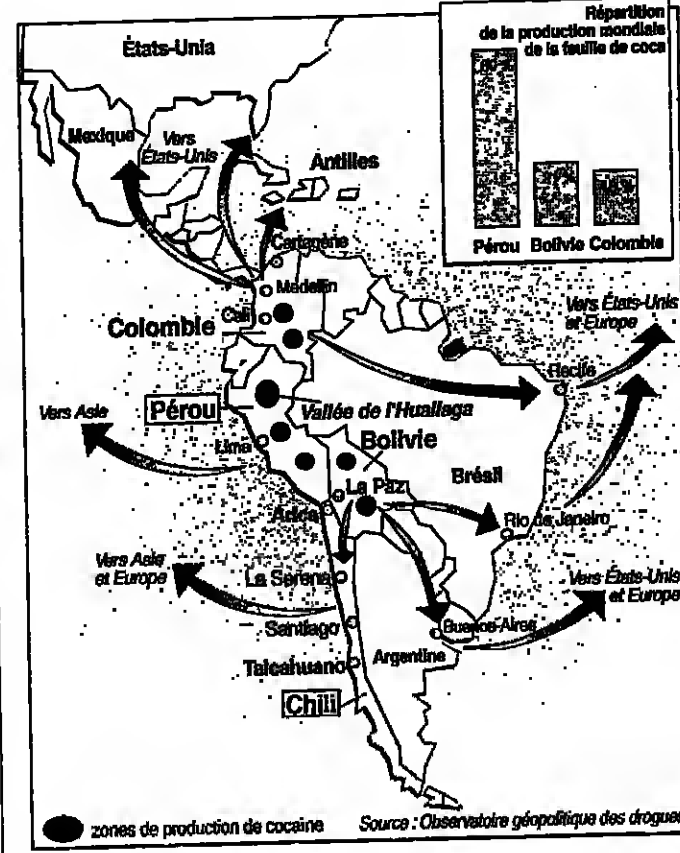 Répartition
de la production mondiale
de la feuille de coca
Pérou Bolivie Colombie
États-Unia
Mexique
Vers
États-Unis
Antilles
Cartagène
Medellin
Cali
Colombie
Vers États-Unis
et Europe
Recife
Vers Asie
Pérou
Vallée de l'Huallaga
Lima
Bolivie
Brésil
La Paz
Arica
Rio de Janeiro
Vers Asie
et Europe
La Serena
Vers États-Unis
et Europe
Santiago
Buenos-Aires
Talcahuano
Argentine
Chili
zones de production de cocaine
Source : Observatoire géopolitique des drogues